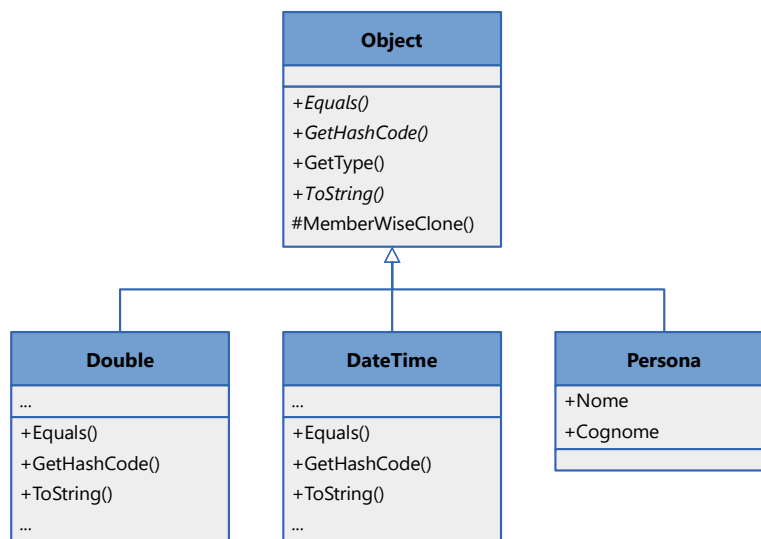 Object
+Equals()
+GetHashCode()
+GetType()
+ToString()
#MemberWiseClone()
Double
...
+Equals()
+GetHashCode()
+ToString()
...
DateTime
...
+Equals()
+GetHashCode()
+ToString()
...
Persona
+Nome
+Cognome